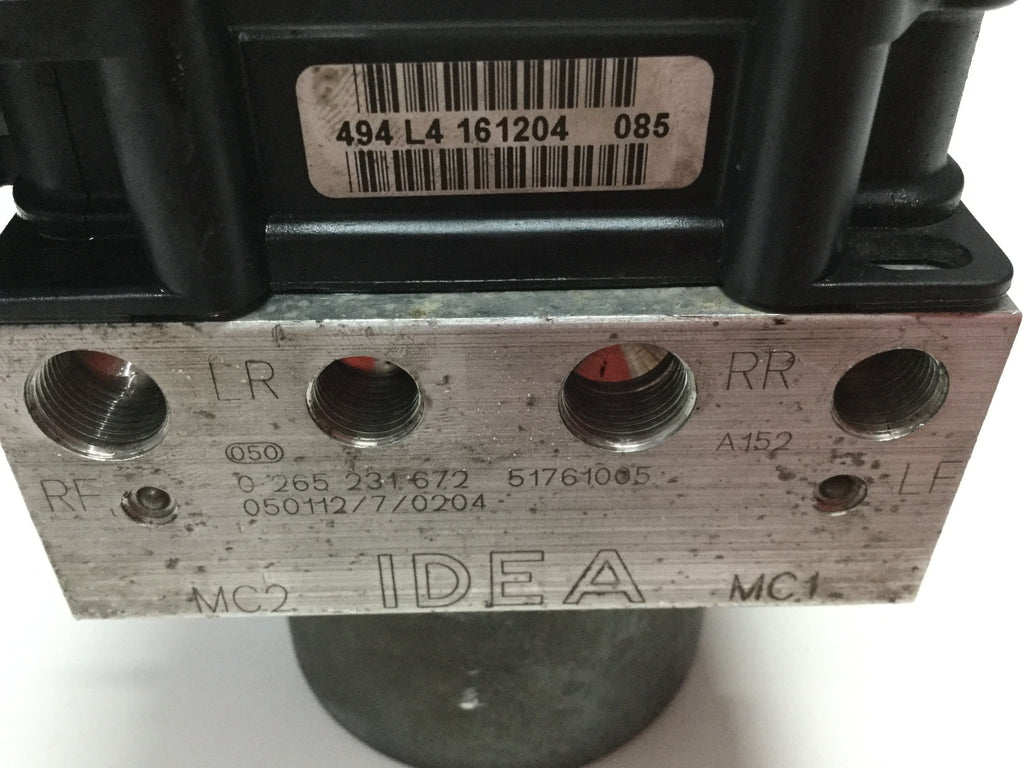 494 L4 161204 085
LR RR
050 A152
RF 0 265 231 672 51761005 LF
050112/7/0204
MC2 IDEA MC1